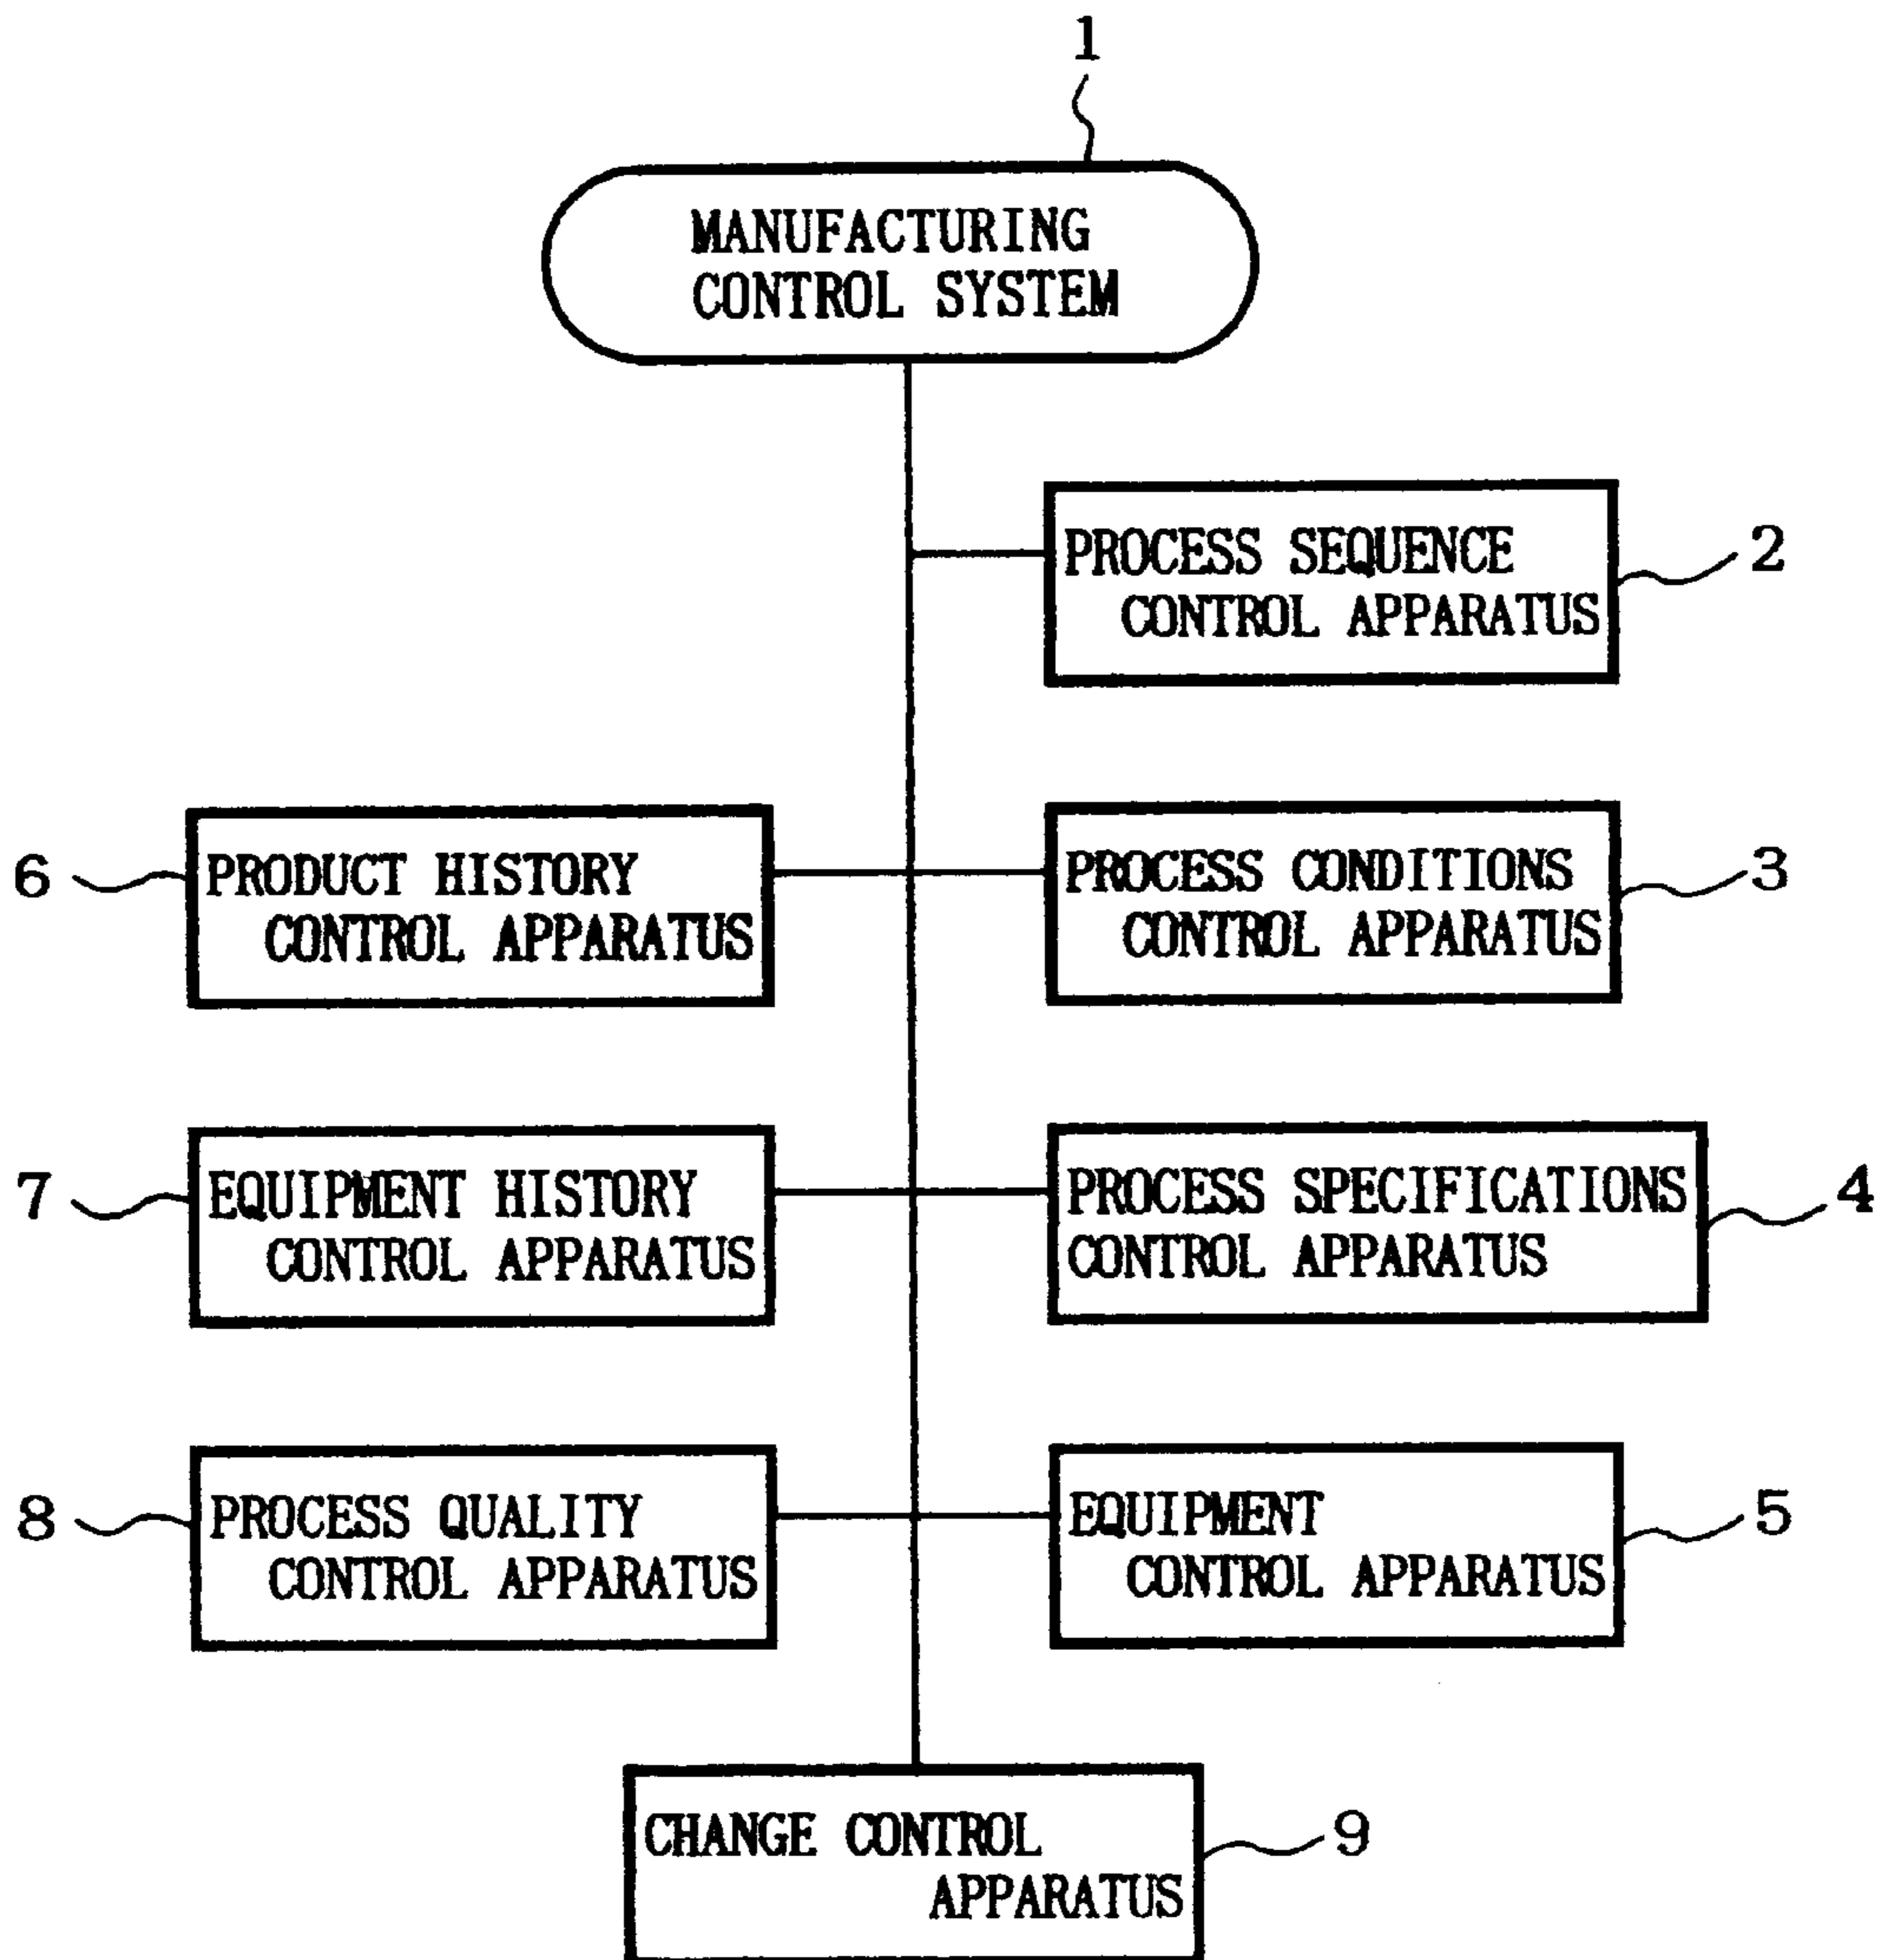 1
MANUFACTURING
CONTROL SYSTEM
PROCESS SEQUENCE
CONTROL APPARATUS
2
6
PRODUCT HISTORY
CONTROL APPARATUS
PROCESS CONDITIONS
CONTROL APPARATUS
3
7
EQUIPMENT HISTORY
CONTROL APPARATUS
PROCESS SPECIFICATIONS
CONTROL APPARATUS
4
8
PROCESS QUALITY
CONTROL APPARATUS
EQUIPMENT
CONTROL APPARATUS
5
CHANGE CONTROL
APPARATUS
9